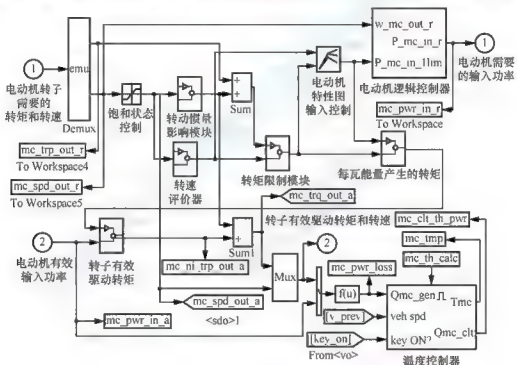 1
电动机转子
需要的
转矩和转速
emu
Demux
mc_trp_out_r
To Workspace4
mc_spd_out_r
To Workspace5
饱和状态
控制
转动惯量
影响模块
转速
评价器
+
+
Sum
转矩限制模块
电动机
特性图
输入控制
w_mc_out_r
P_mc_in_r
P_mc_in_1lim
电动机逻辑控制器
1
电动机需要
的输入功率
mc_pwr_in_r
To Workspace
每瓦能量产生的转矩
mc_trq_out_a
转子有效驱动转矩和转速
mc_clt_th_pwr
2
电动机有效
输入功率
转子有效
驱动转矩
+
-
Sum1
mc_ni_trp_out_a
mc_spd_out_a
<sdo>1
mc_pwr_in_a
Mux
2
mc_pwr_loss
f(u)
[v_prev]
[key_on]
From<vo>
mc_tmp
mc_th_calc
Qmc_gen
Tmc
veh spd
Qmc_clt
key ON?
温度控制器